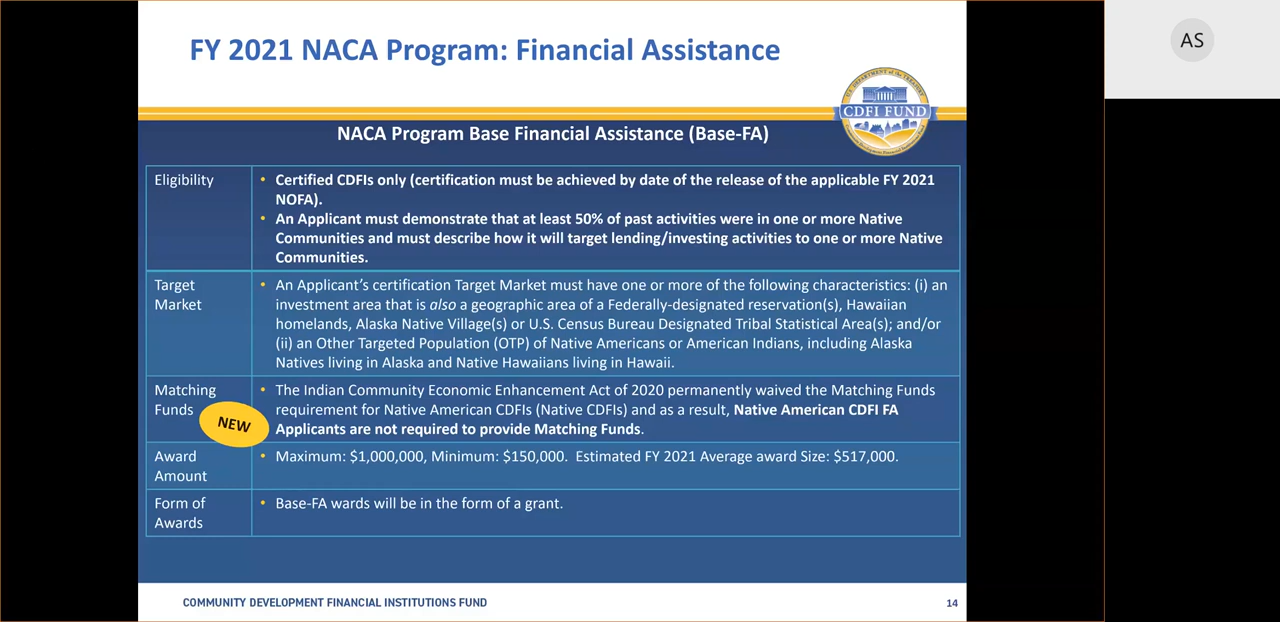 FY 2021 NACA Program: Financial Assistance
AS
CDFI FUND
NACA Program Base Financial Assistance (Base-FA)
Eligibility
• Certified CDFIs only (certification must be achieved by date of the release of the applicable FY 2021
NOFA).
• An Applicant must demonstrate that at least 50% of past activities were in one or more Native
Communities and must describe how it will target lending/investing activities to one or more Native
Communities.
Target
Market
• An Applicant's certification Target Market must have one or more of the following characteristics: (i) an
investment area that is also a geographic area of a Federally-designated reservation(s), Hawaiian
homelands, Alaska Native Village(s) or U.S. Census Bureau Designated Tribal Statistical Area(s); and/or
(ii) an Other Targeted Population (OTP) of Native Americans or American Indians, including Alaska
Natives living in Alaska and Native Hawaiians living in Hawaii.
Matching
Funds
NEW
• The Indian Community Economic Enhancement Act of 2020 permanently waived the Matching Funds
requirement for Native American CDFIs (Native CDFIs) and as a result, Native American CDFI FA
Applicants are not required to provide Matching Funds.
Award
Amount
• Maximum: $1,000,000, Minimum: $150,000. Estimated FY 2021 Average award Size: $517,000.
Form of
Awards
• Base-FA wards will be in the form of a grant.
COMMUNITY DEVELOPMENT FINANCIAL INSTITUTIONS FUND
14